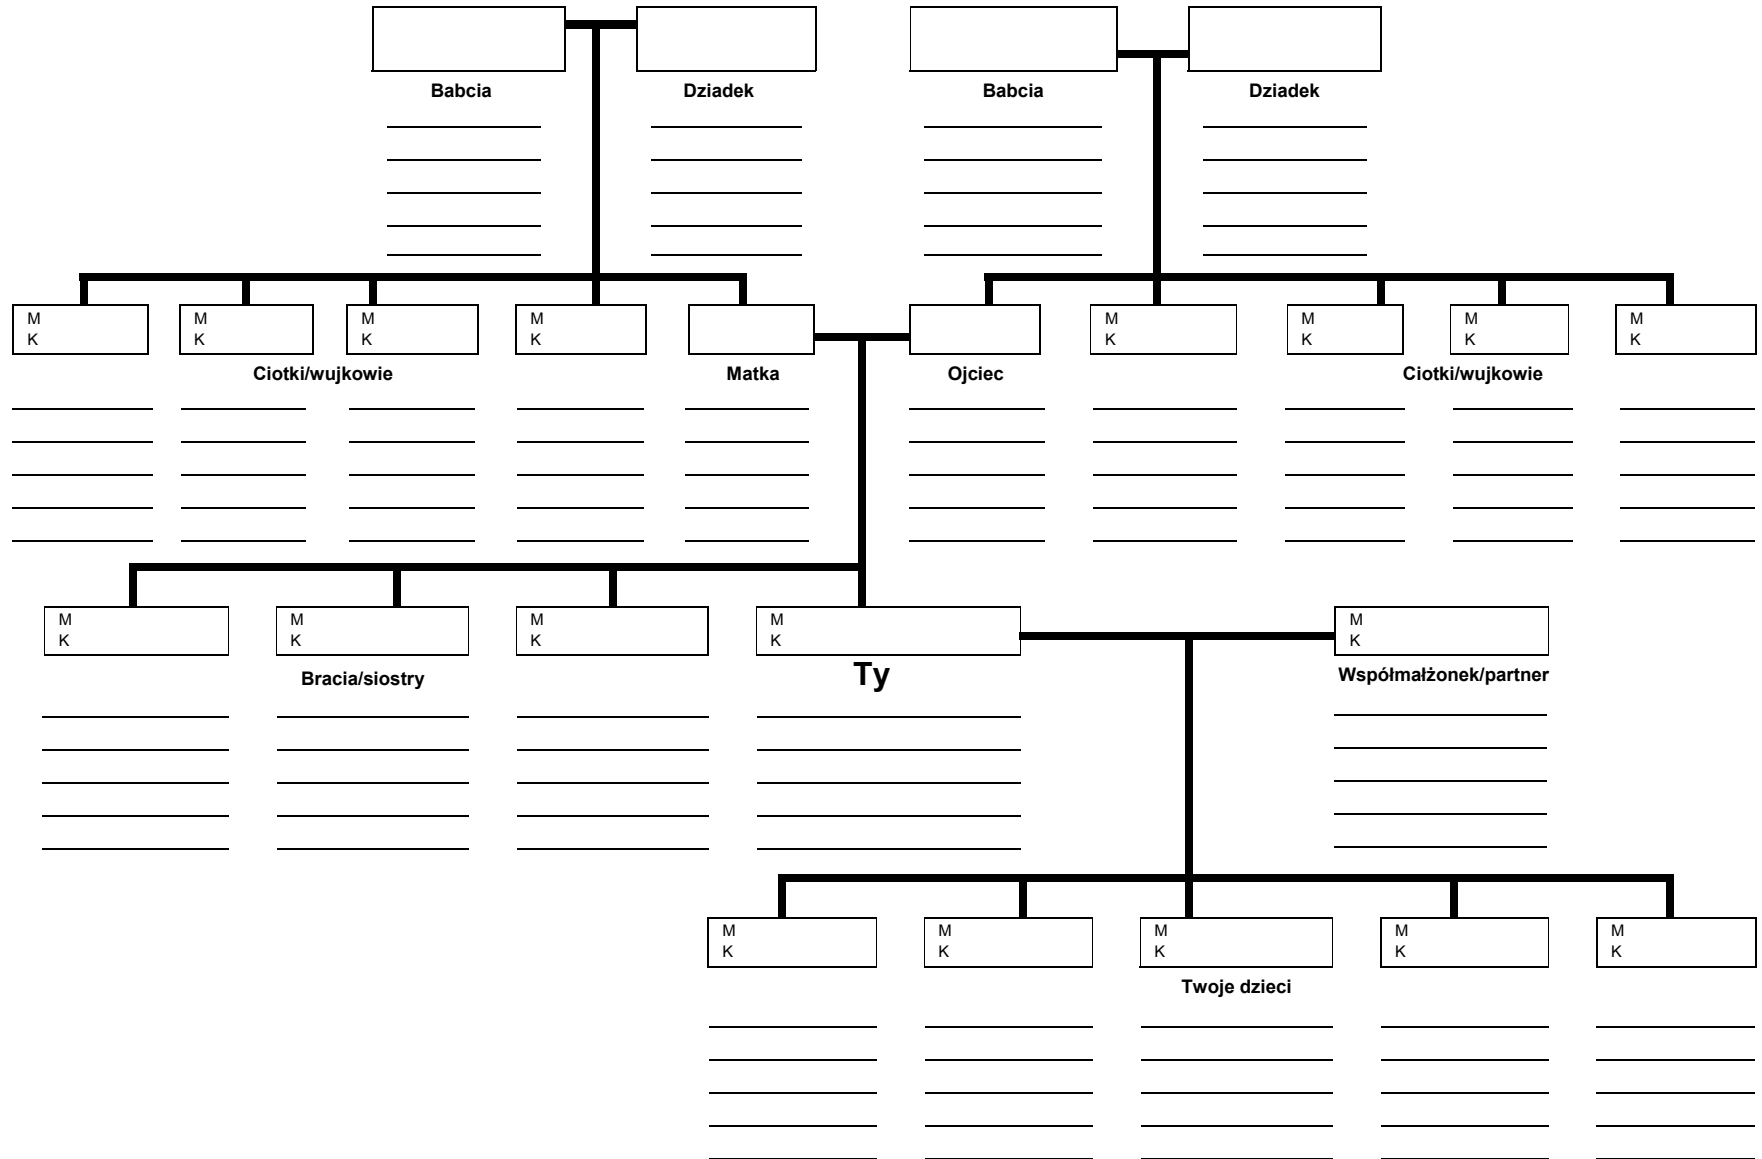 Babcia Dziadek Babcia Dziadek
M M M M M M M M
K K K K K K K K
Ciotki/wujkowie Matka Ojciec Ciotki/wujkowie
M M M M M
K K K K K
Bracia/siostry Ty Współmałżonek/partner
M M M M M
K K K K K
Twoje dzieci